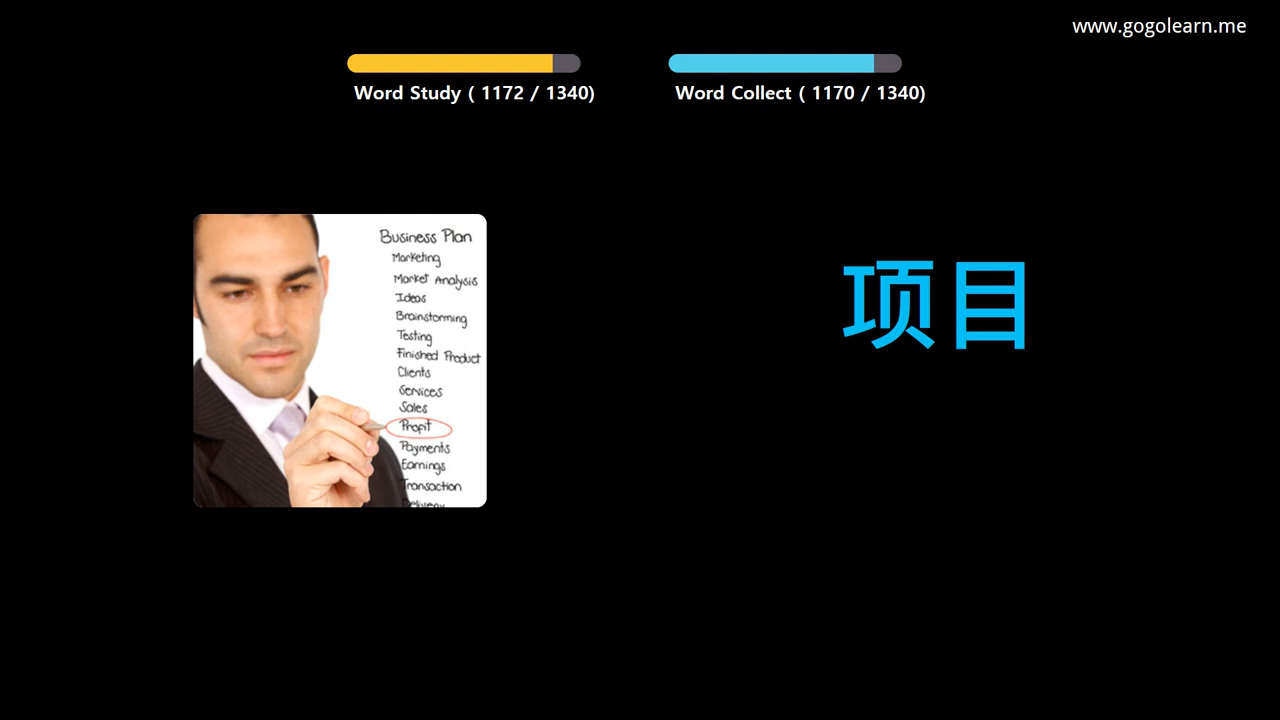 www.gogolearn.me
Word Study ( 1172 / 1340)
Word Collect ( 1170 / 1340)
Business Plan
Marketing
Market Analysis
Ideas
Brainstorming
Testing
Finished Product
Clients
Services
Sales
Profit
Payments
Earnings
Transaction
Delivery
项目